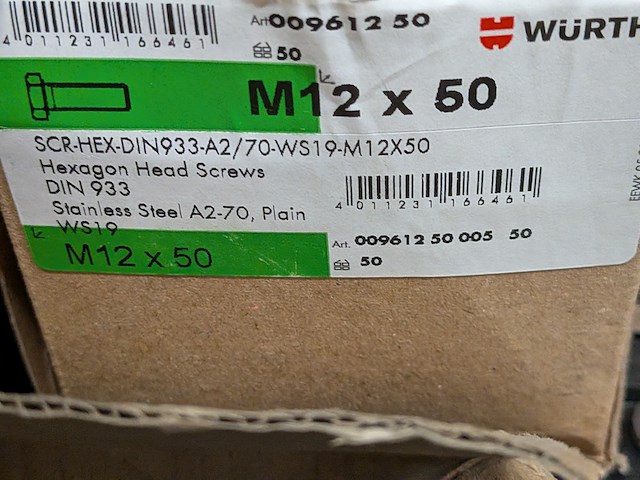 Art. 009612 50
50
WÜRTH
4 011231 166461
M12 x 50
SCR-HEX-DIN933-A2/70-WS19-M12X50
Hexagon Head Screws
DIN 933
Stainless Steel A2-70, Plain
WS19
4 011231 166461
Art. 009612 50 005 50
50
M12 x 50